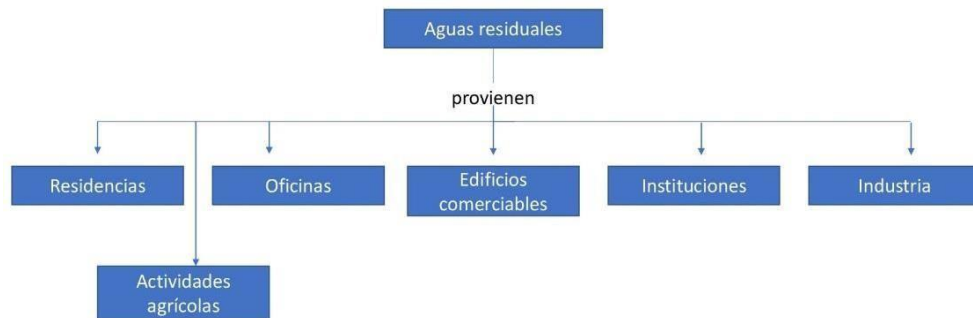 Aguas residuales
provienen
Residencias
Oficinas
Edificios
comerciables
Instituciones
Industria
Actividades
agrícolas